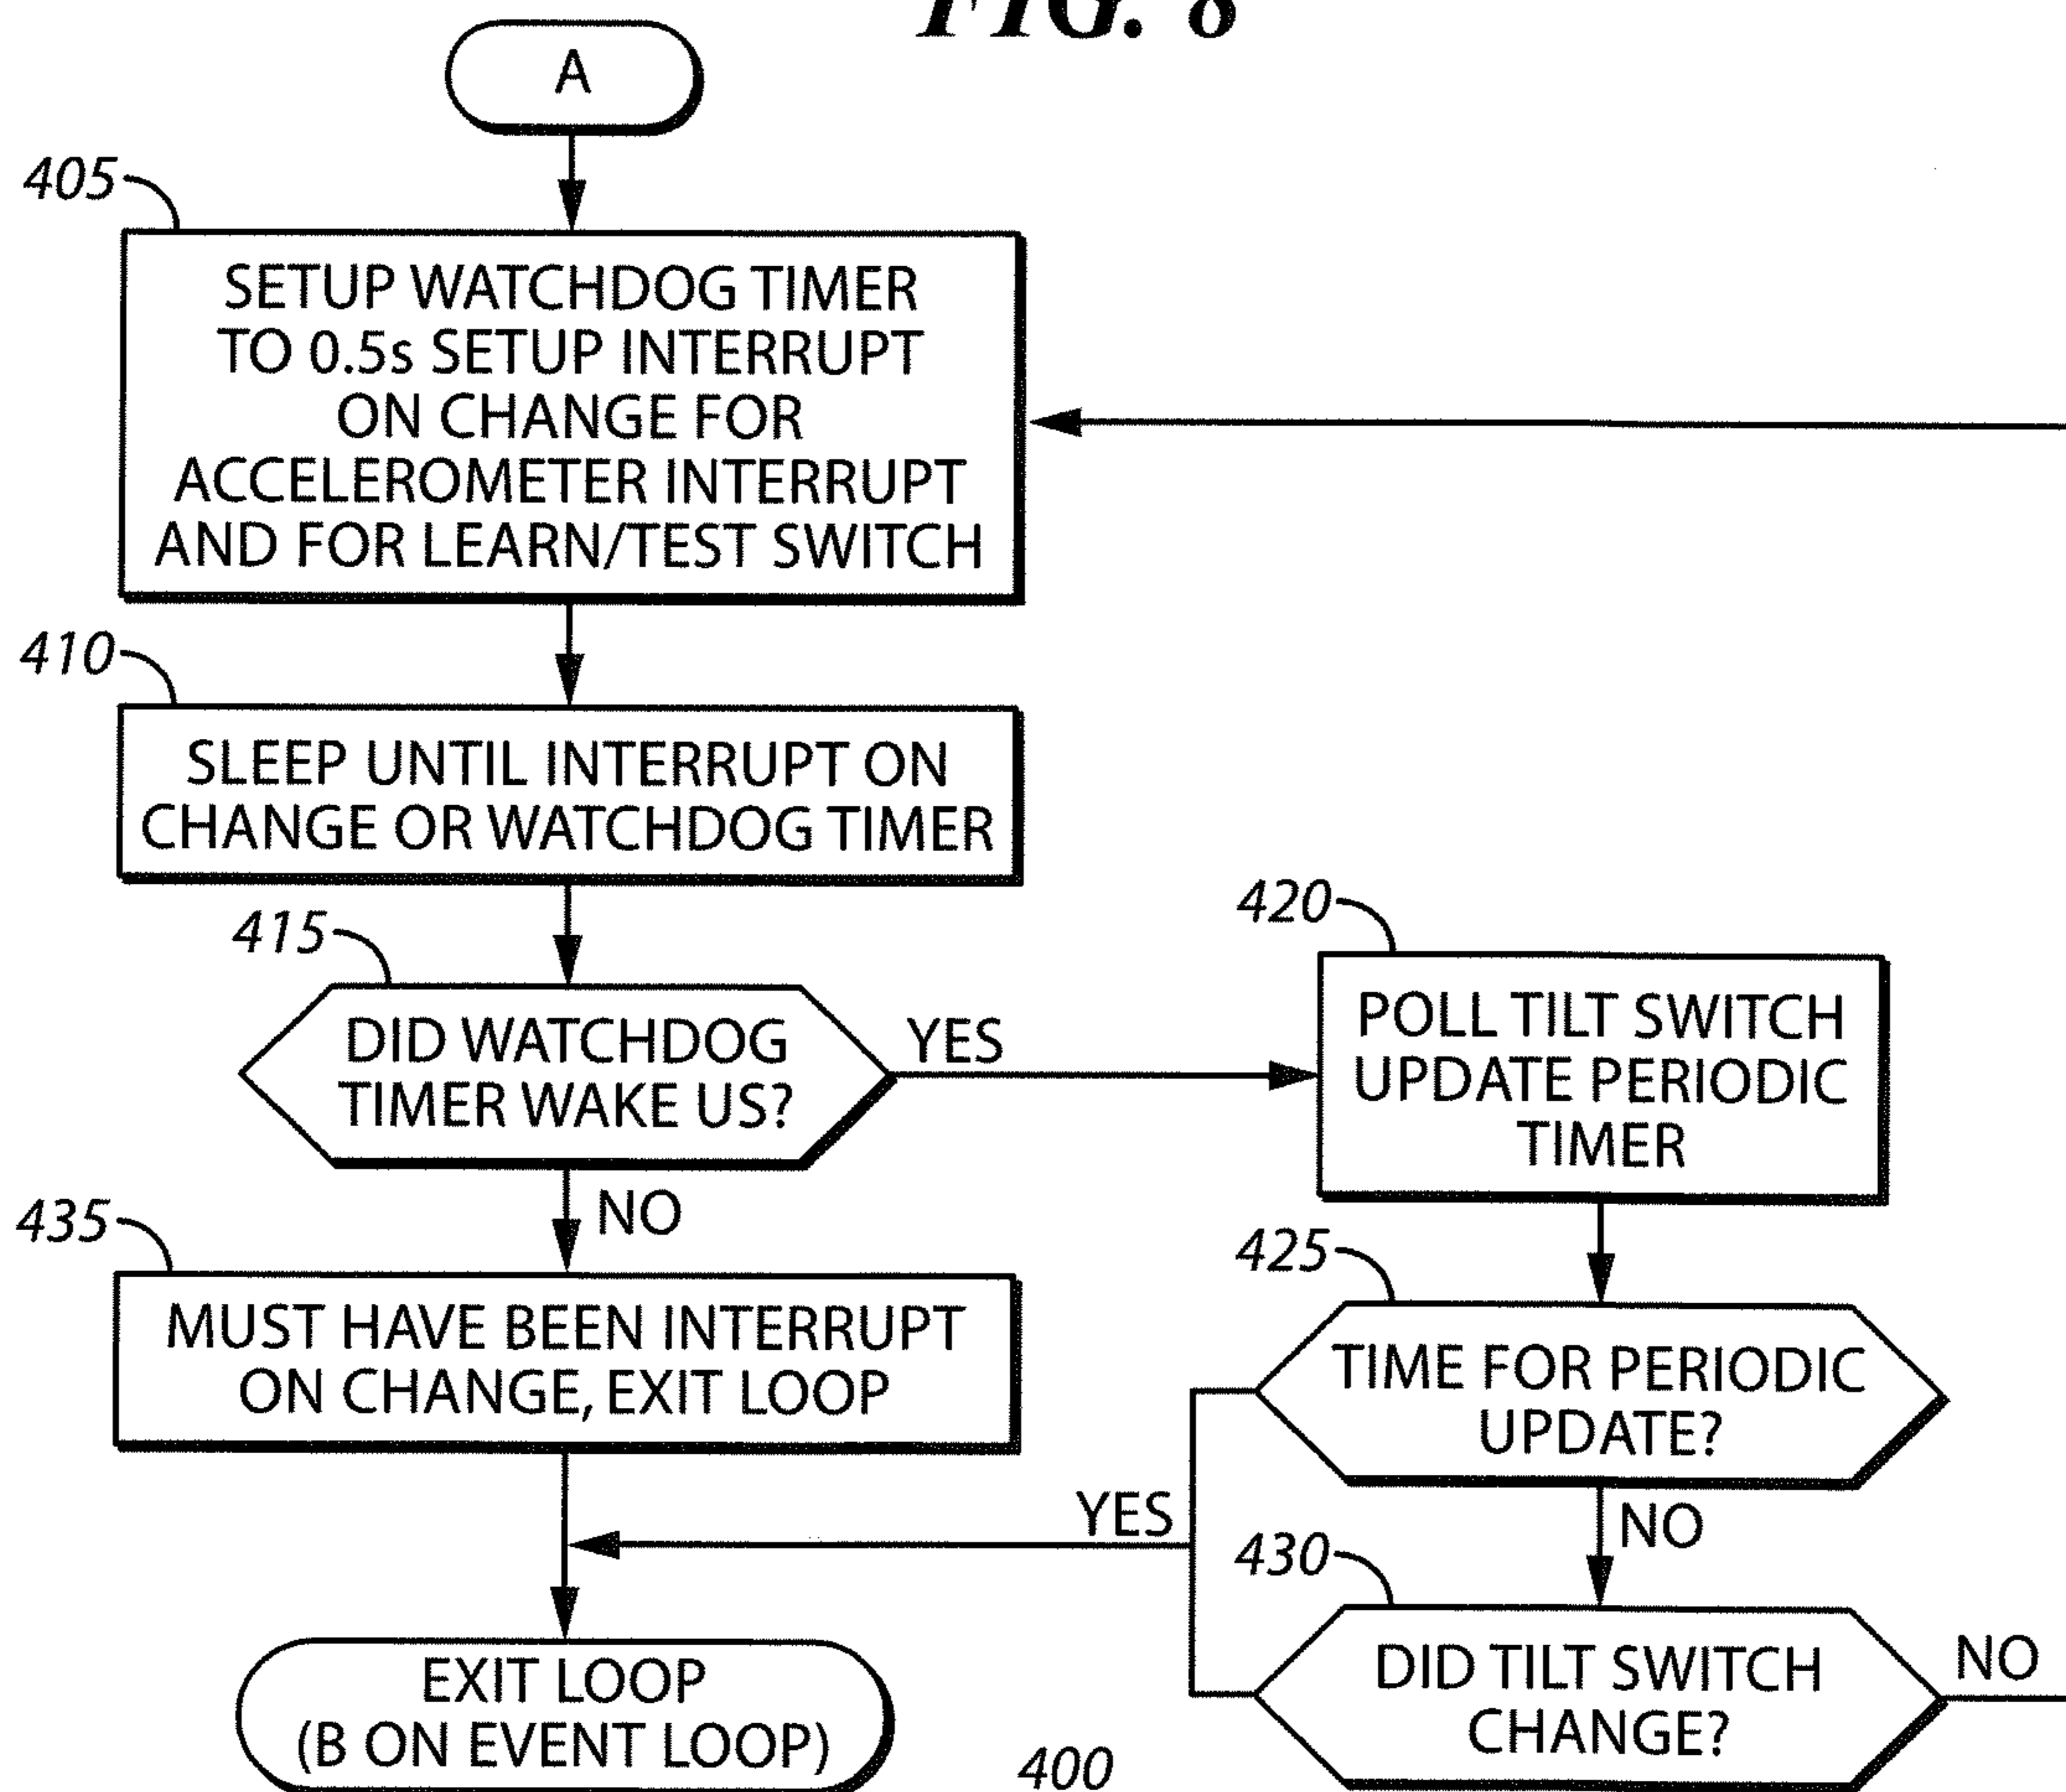 FIG. 8
A
405
SETUP WATCHDOG TIMER
TO 0.5s SETUP INTERRUPT
ON CHANGE FOR
ACCELEROMETER INTERRUPT
AND FOR LEARN/TEST SWITCH
410
SLEEP UNTIL INTERRUPT ON
CHANGE OR WATCHDOG TIMER
415
DID WATCHDOG
TIMER WAKE US?
YES
NO
420
POLL TILT SWITCH
UPDATE PERIODIC
TIMER
425
TIME FOR PERIODIC
UPDATE?
YES
NO
430
DID TILT SWITCH
CHANGE?
NO
435
MUST HAVE BEEN INTERRUPT
ON CHANGE, EXIT LOOP
EXIT LOOP
(B ON EVENT LOOP)
400